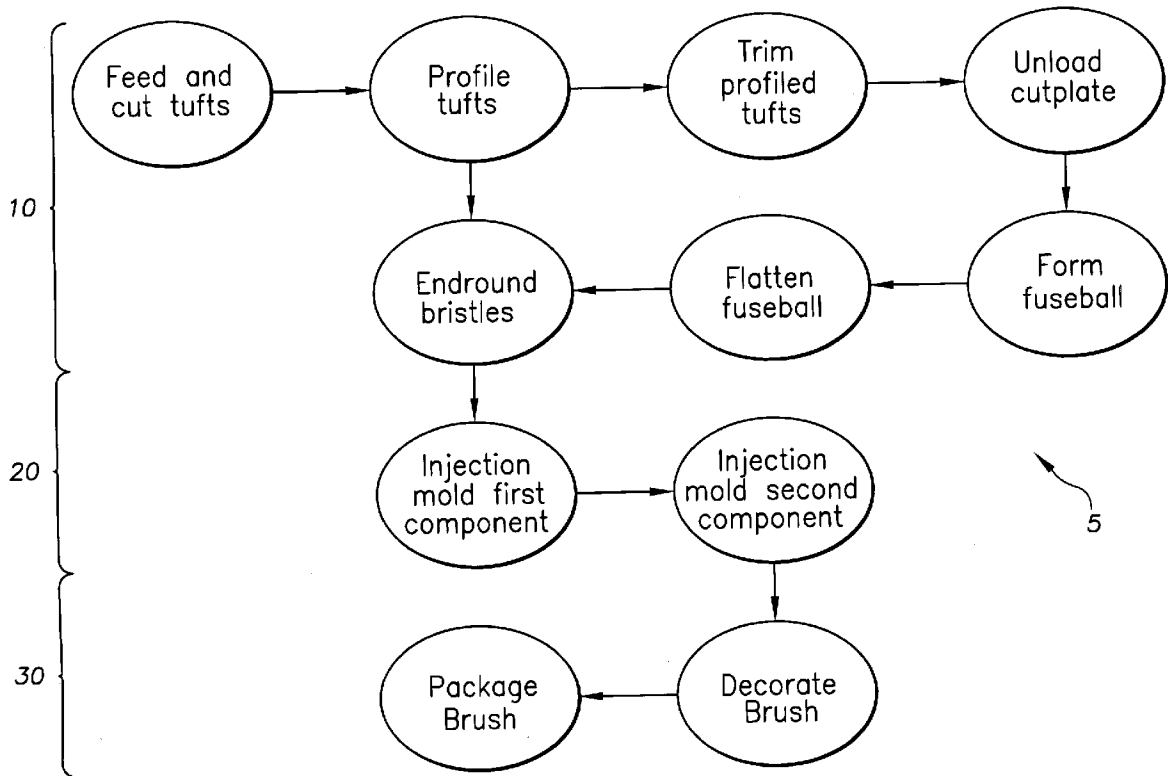 Feed and
cut tufts
Profile
tufts
Trim
profiled
tufts
Unload
cutplate
10
Endround
bristles
Flatten
fuseball
Form
fuseball
20
Injection
mold first
component
Injection
mold second
component
5
30
Package
Brush
Decorate
Brush